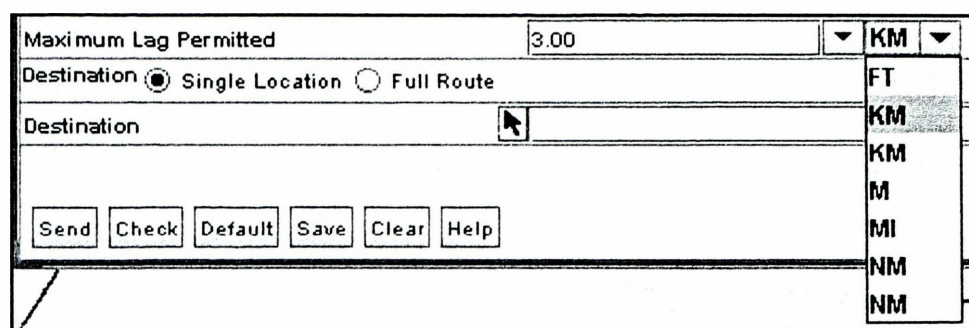 Maximum Lag Permitted 3.00 KM
Destination Single Location Full Route
Destination
Send Check Default Save Clear Help
FT
KM
KM
M
MI
NM
NM